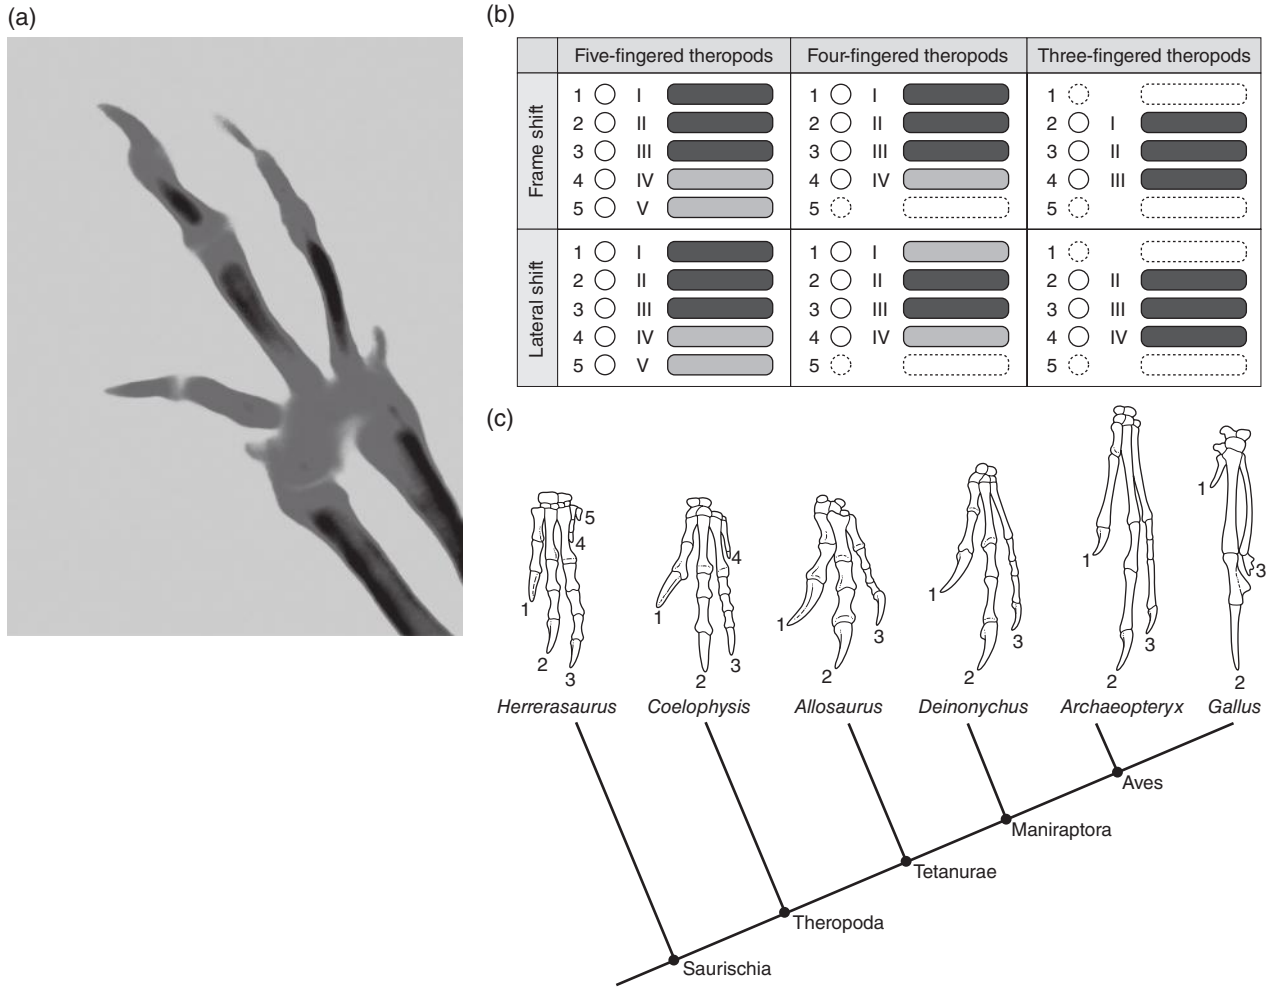 (a)
(b)
Five-fingered theropods Four-fingered theropods Three-fingered theropods
Frame shift
1 I 1 I 1
2 II 2 II 2 I
3 III 3 III 3 II
4 IV 4 IV 4 III
5 V 5 5
Lateral shift
1 I 1 I 1
2 II 2 II 2 II
3 III 3 III 3 III
4 IV 4 IV 4 IV
5 V 5 5
(c)
1 2 3 4 5
1 2 3 4
1 2 3
1 2 3
1 2 3
1 2 3
Herrerasaurus Coelophysis Allosaurus Deinonychus Archaeopteryx Gallus
Aves
Maniraptora
Tetanurae
Theropoda
Saurischia